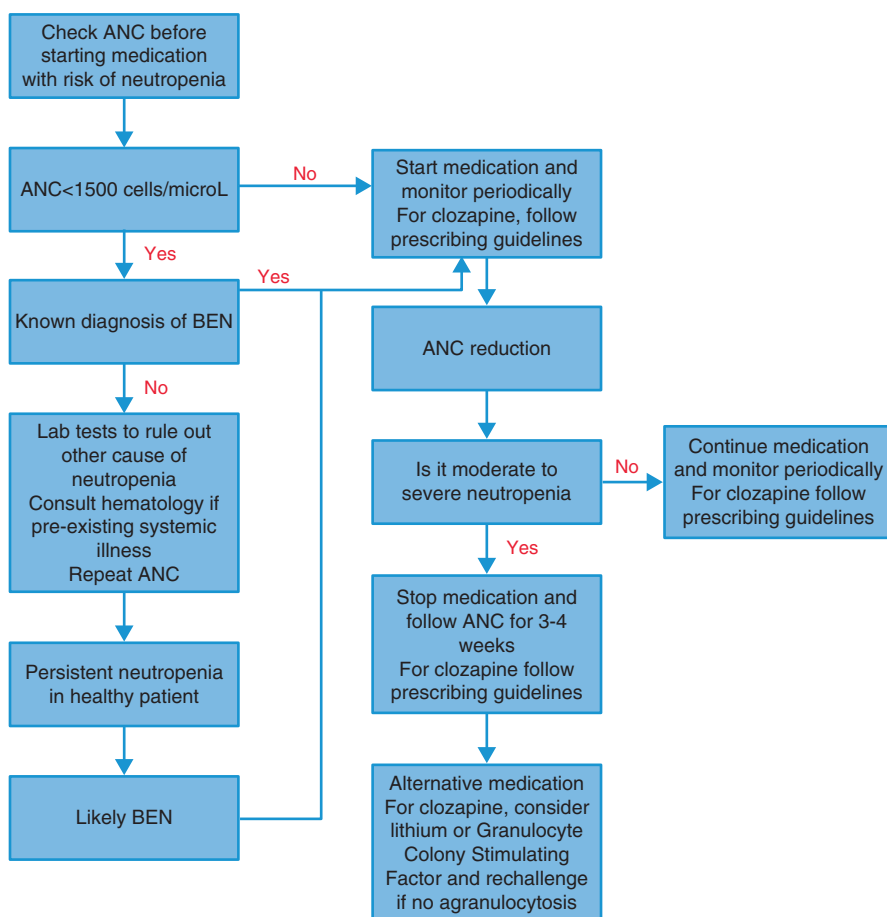 Check ANC before
starting medication
with risk of neutropenia
ANC<1500 cells/microL
No
Start medication and
monitor periodically
For clozapine, follow
prescribing guidelines
Yes
Known diagnosis of BEN
Yes
ANC reduction
No
Lab tests to rule out
other cause of
neutropenia
Consult hematology if
pre-existing systemic
illness
Repeat ANC
Is it moderate to
severe neutropenia
No
Continue medication
and monitor periodically
For clozapine follow
prescribing guidelines
Yes
Stop medication and
follow ANC for 3-4
weeks
For clozapine follow
prescribing guidelines
Persistent neutropenia
in healthy patient
Likely BEN
Alternative medication
For clozapine, consider
lithium or Granulocyte
Colony Stimulating
Factor and rechallenge
if no agranulocytosis